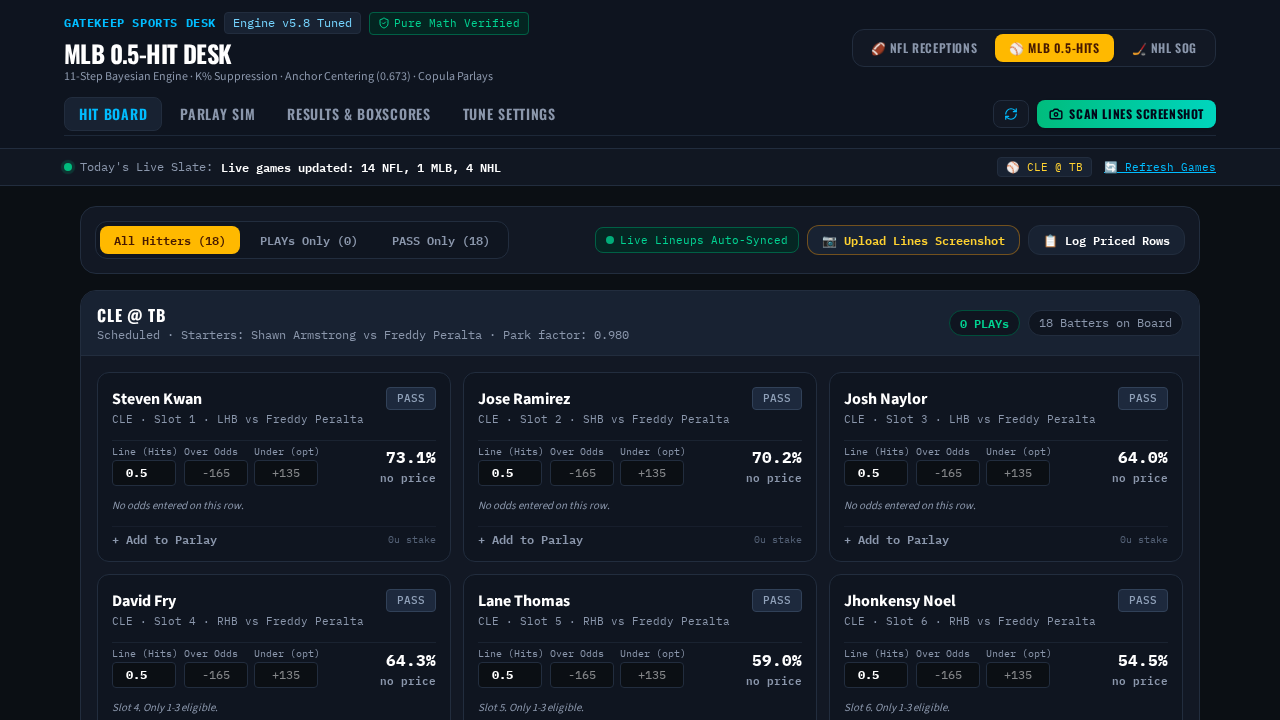 GATEKEEP SPORTS DESK Engine v5.8 Tuned Pure Math Verified
MLB 0.5-HIT DESK
11-Step Bayesian Engine · K% Suppression · Anchor Centering (0.673) · Copula Parlays
🏈 NFL RECEPTIONS ⚾ MLB 0.5-HITS 🏒 NHL SOG
HIT BOARD PARLAY SIM RESULTS & BOXSCORES TUNE SETTINGS
SCAN LINES SCREENSHOT
Today's Live Slate: Live games updated: 14 NFL, 1 MLB, 4 NHL
⚾ CLE @ TB 🔄 Refresh Games
All Hitters (18) PLAYs Only (0) PASS Only (18)
Live Lineups Auto-Synced 📷 Upload Lines Screenshot 📋 Log Priced Rows
CLE @ TB
Scheduled · Starters: Shawn Armstrong vs Freddy Peralta · Park factor: 0.980
0 PLAYs 18 Batters on Board
Steven Kwan PASS
CLE · Slot 1 · LHB vs Freddy Peralta
Line (Hits) Over Odds Under (opt)
0.5 -165 +135
73.1%
no price
No odds entered on this row.
+ Add to Parlay 0u stake
Jose Ramirez PASS
CLE · Slot 2 · SHB vs Freddy Peralta
Line (Hits) Over Odds Under (opt)
0.5 -165 +135
70.2%
no price
No odds entered on this row.
+ Add to Parlay 0u stake
Josh Naylor PASS
CLE · Slot 3 · LHB vs Freddy Peralta
Line (Hits) Over Odds Under (opt)
0.5 -165 +135
64.0%
no price
No odds entered on this row.
+ Add to Parlay 0u stake
David Fry PASS
CLE · Slot 4 · RHB vs Freddy Peralta
Line (Hits) Over Odds Under (opt)
0.5 -165 +135
64.3%
no price
Slot 4. Only 1-3 eligible.
Lane Thomas PASS
CLE · Slot 5 · RHB vs Freddy Peralta
Line (Hits) Over Odds Under (opt)
0.5 -165 +135
59.0%
no price
Slot 5. Only 1-3 eligible.
Jhonkensy Noel PASS
CLE · Slot 6 · RHB vs Freddy Peralta
Line (Hits) Over Odds Under (opt)
0.5 -165 +135
54.5%
no price
Slot 6. Only 1-3 eligible.